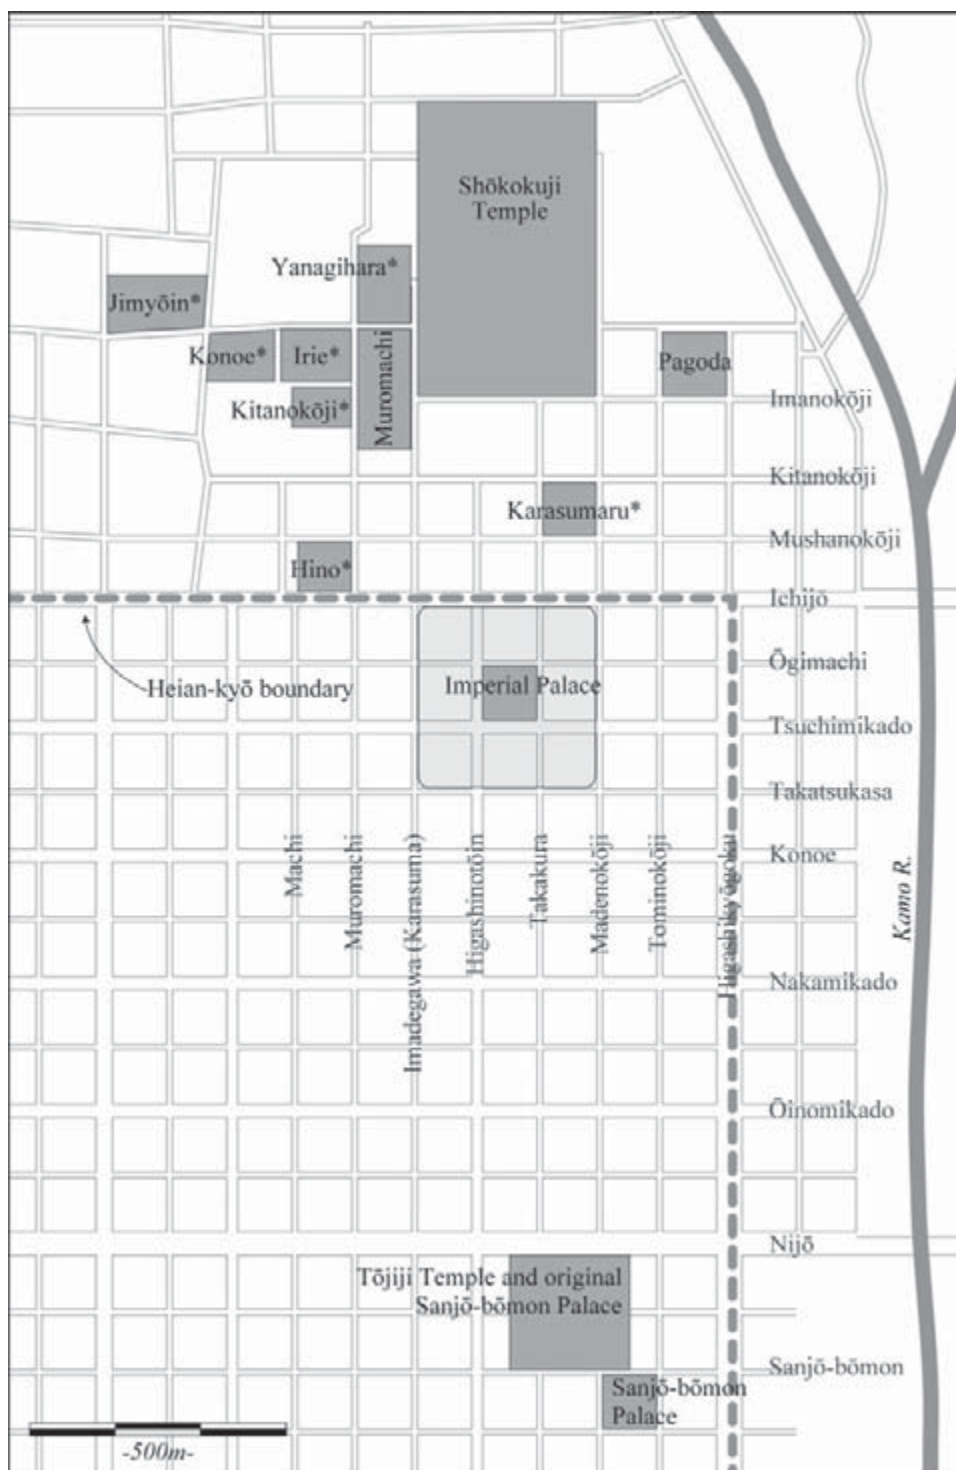 Shōkokuji
Temple
Yanagihara*
Jimyōin*
Konoe*
Irie*
Muromachi
Pagoda
Kitanokōji*
Imanokōji
Kitanokōji
Karasumaru*
Mushanokōji
Hino*
Ichijō
Ōgimachi
Heian-kyō boundary
Imperial Palace
Tsuchimikado
Takatsukasa
Machi
Muromachi
Imadegawa (Karasuma)
Higashinotōin
Takakura
Madenokōji
Tominokōji
Higashikyōgoku
Konoe
Kamo R.
Nakamikado
Ōinomikado
Nijō
Tōjiji Temple and original
Sanjō-bōmon Palace
Sanjō-bōmon
Sanjō-bōmon
Palace
-500m-